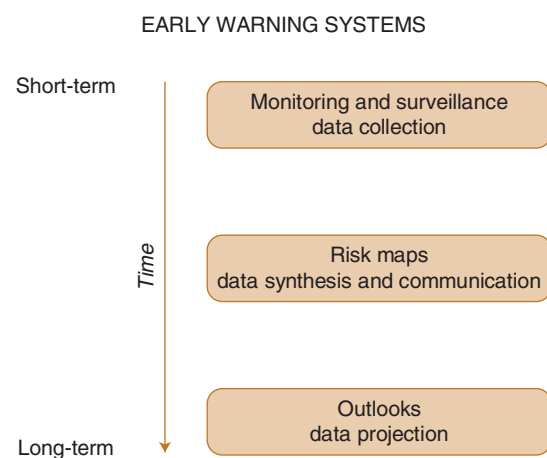 EARLY WARNING SYSTEMS
Short-term
Monitoring and surveillance
data collection
Time
Risk maps
data synthesis and communication
Outlooks
data projection
Long-term